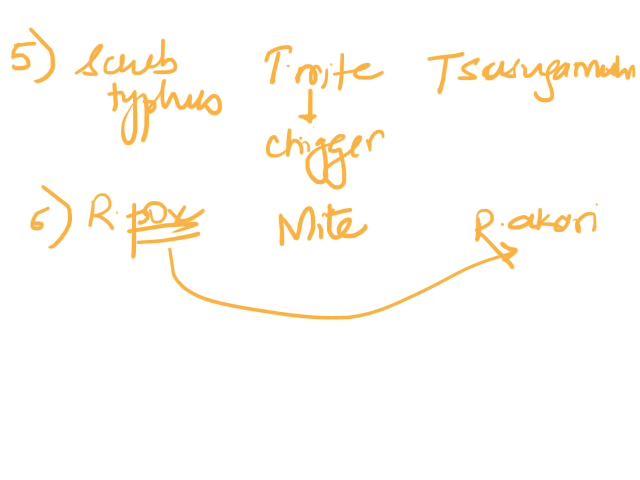 5) Scrub T.mite Tsusugamushi
typhus
chigger
6) R. pox Mite R.akari